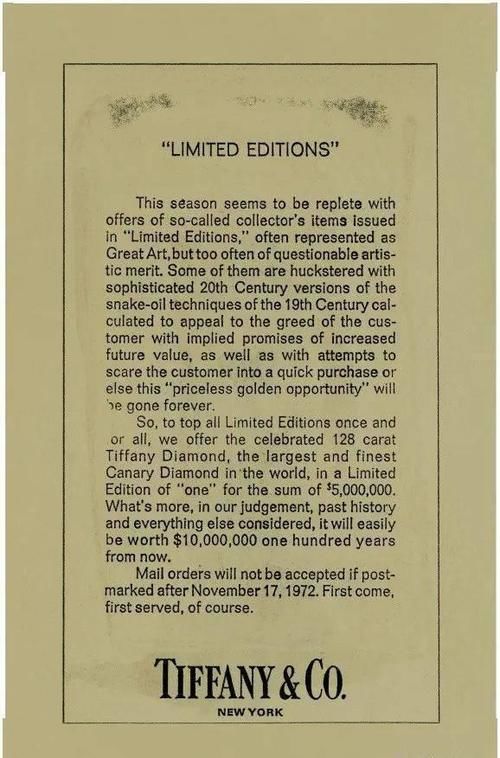 “LIMITED EDITIONS”
This season seems to be replete with
offers of so-called collector's items issued
in “Limited Editions,” often represented as
Great Art, but too often of questionable artis-
tic merit. Some of them are huckstered with
sophisticated 20th Century versions of the
snake-oil techniques of the 19th Century cal-
culated to appeal to the greed of the cus-
tomer with implied promises of increased
future value, as well as with attempts to
scare the customer into a quick purchase or
else this “priceless golden opportunity” will
be gone forever.
So, to top all Limited Editions once and
or all, we offer the celebrated 128 carat
Tiffany Diamond, the largest and finest
Canary Diamond in the world, in a Limited
Edition of “one” for the sum of $5,000,000.
What's more, in our judgement, past history
and everything else considered, it will easily
be worth $10,000,000 one hundred years
from now.
Mail orders will not be accepted if post-
marked after November 17, 1972. First come,
first served, of course.
TIFFANY & CO.
NEW YORK